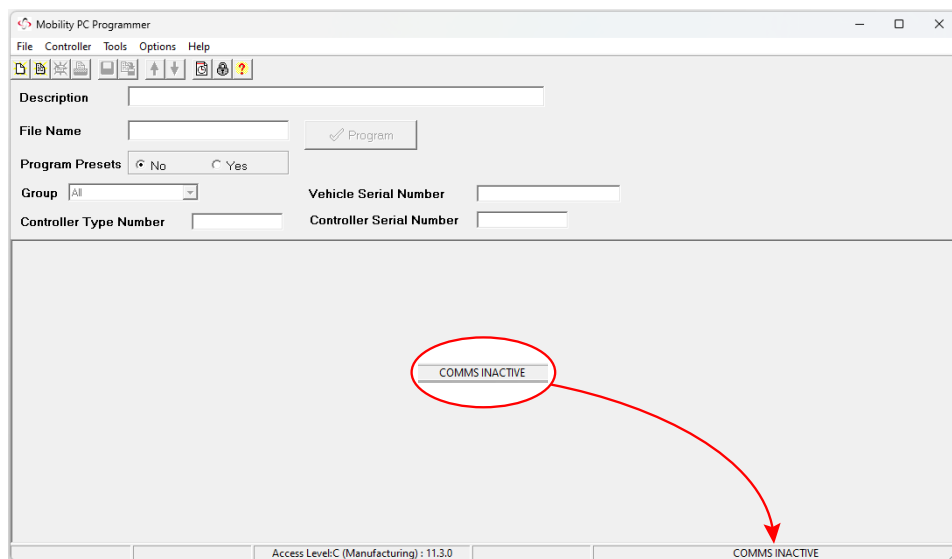 Mobility PC Programmer
File Controller Tools Options Help
Description
File Name
Program
Program Presets No Yes
Group All Vehicle Serial Number
Controller Type Number Controller Serial Number
COMMS INACTIVE
Access Level:C (Manufacturing) : 11.3.0 COMMS INACTIVE